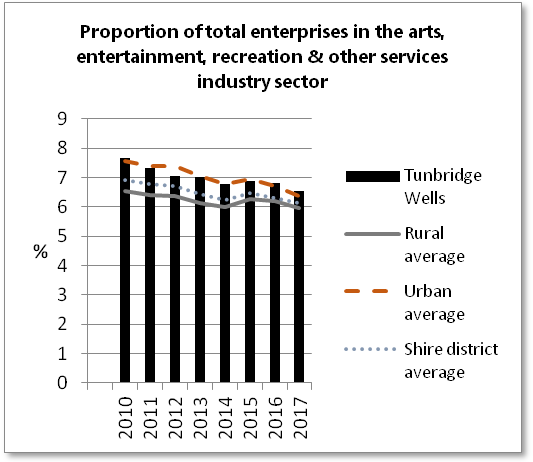 Proportion of total enterprises in the arts,
entertainment, recreation & other services
industry sector
9
8
7
6
5
4
3
2
1
0
%
2010
2011
2012
2013
2014
2015
2016
2017
Tunbridge
Wells
Rural
average
Urban
average
Shire district
average